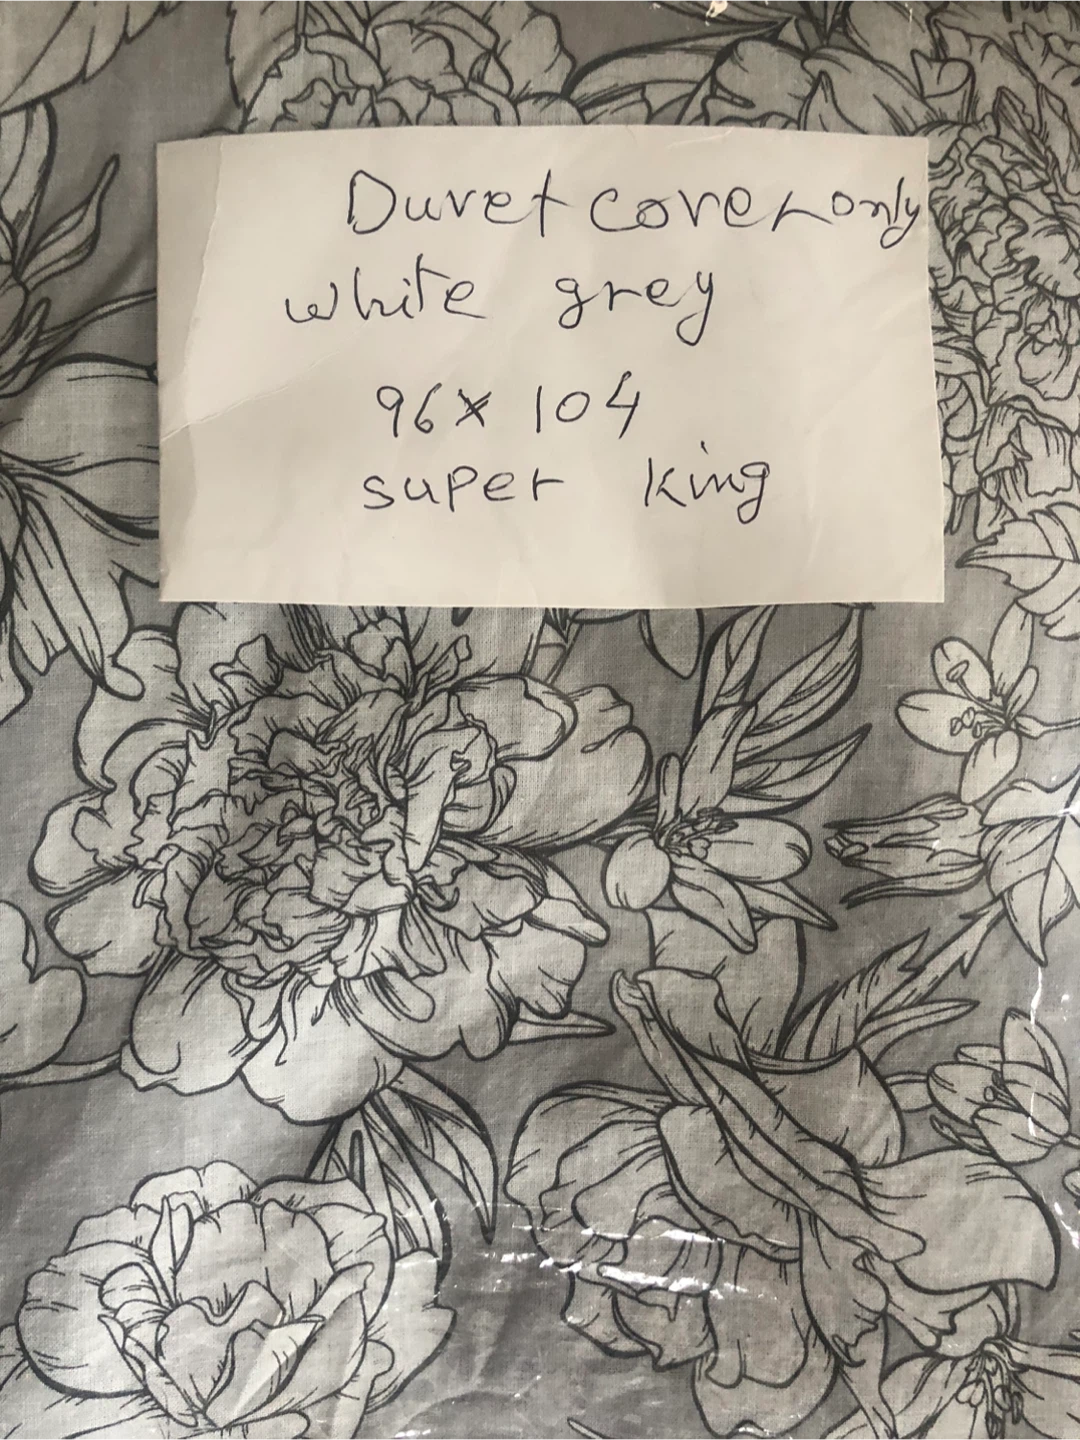 Duvet cover only
white grey
96x 104
super king